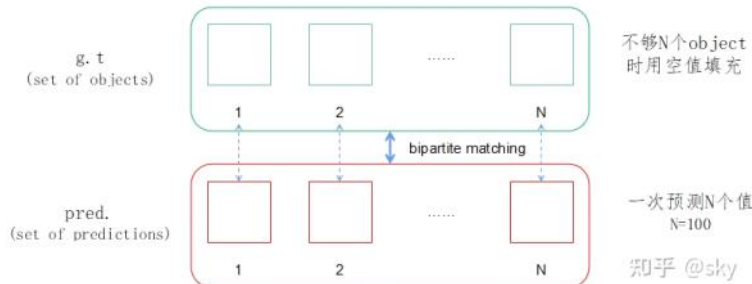 g.t
(set of objects)
······
1 2 N
不够N个object
时用空值填充
bipartite matching
pred.
(set of predictions)
······
1 2 N
一次预测N个值
N=100
知乎 @sky